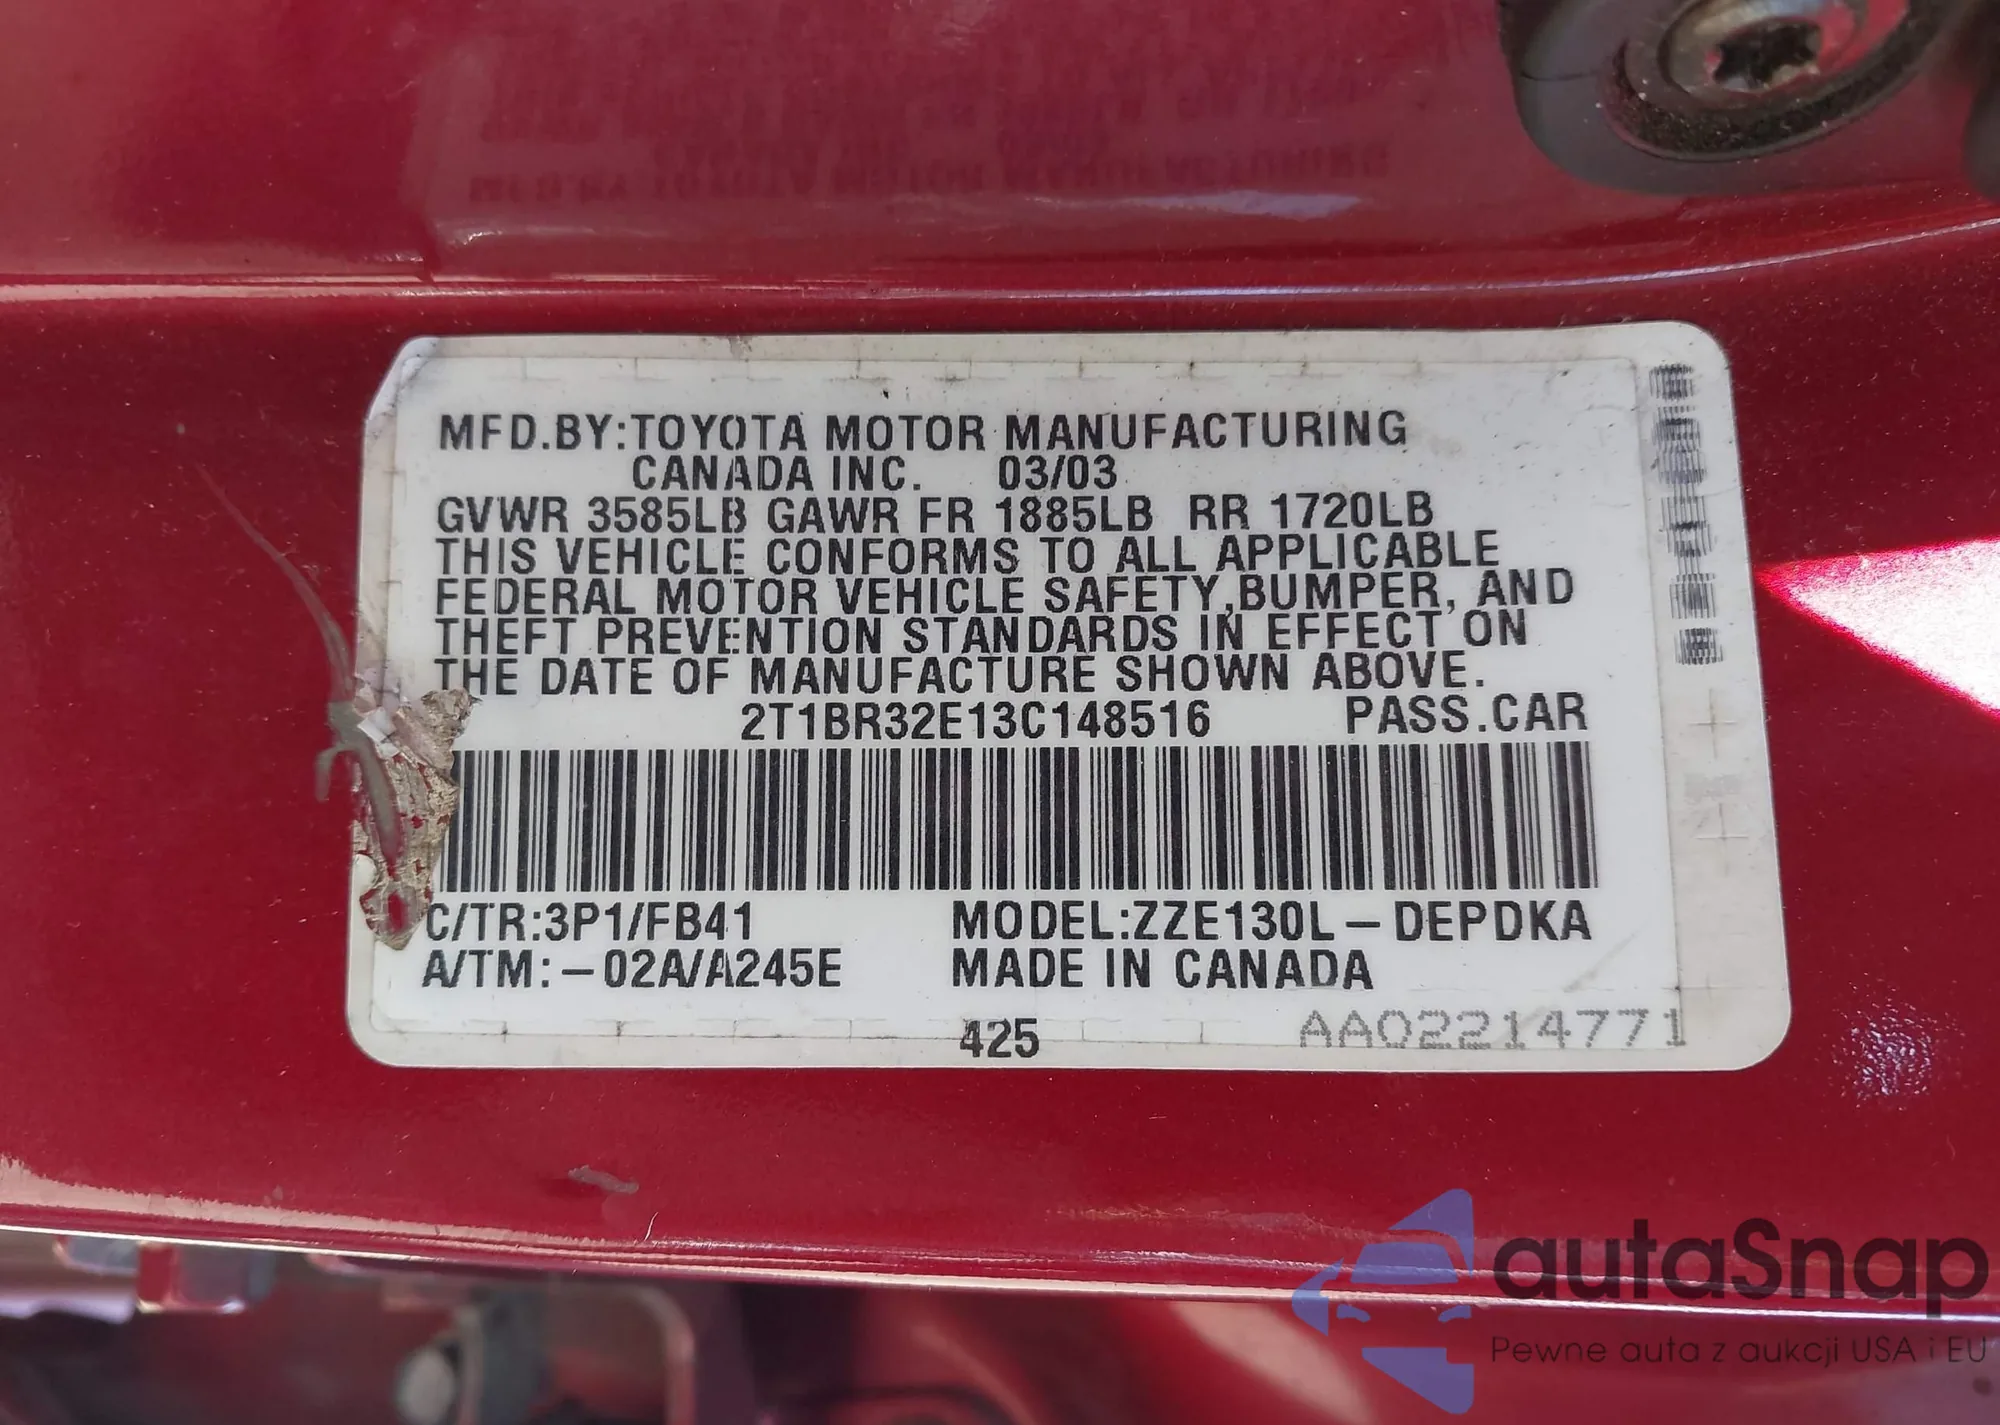 MFD.BY:TOYOTA MOTOR MANUFACTURING
CANADA INC. 03/03
GVWR 3585LB GAWR FR 1885LB RR 1720LB
THIS VEHICLE CONFORMS TO ALL APPLICABLE
FEDERAL MOTOR VEHICLE SAFETY,BUMPER, AND
THEFT PREVENTION STANDARDS IN EFFECT ON
THE DATE OF MANUFACTURE SHOWN ABOVE.
2T1BR32E13C148516 PASS.CAR
C/TR:3P1/FB41 MODEL:ZZE130L-DEPDKA
A/TM:-02A/A245E MADE IN CANADA
425 AA02214771
autaSnap
Pewne auta z aukcji USA i EU